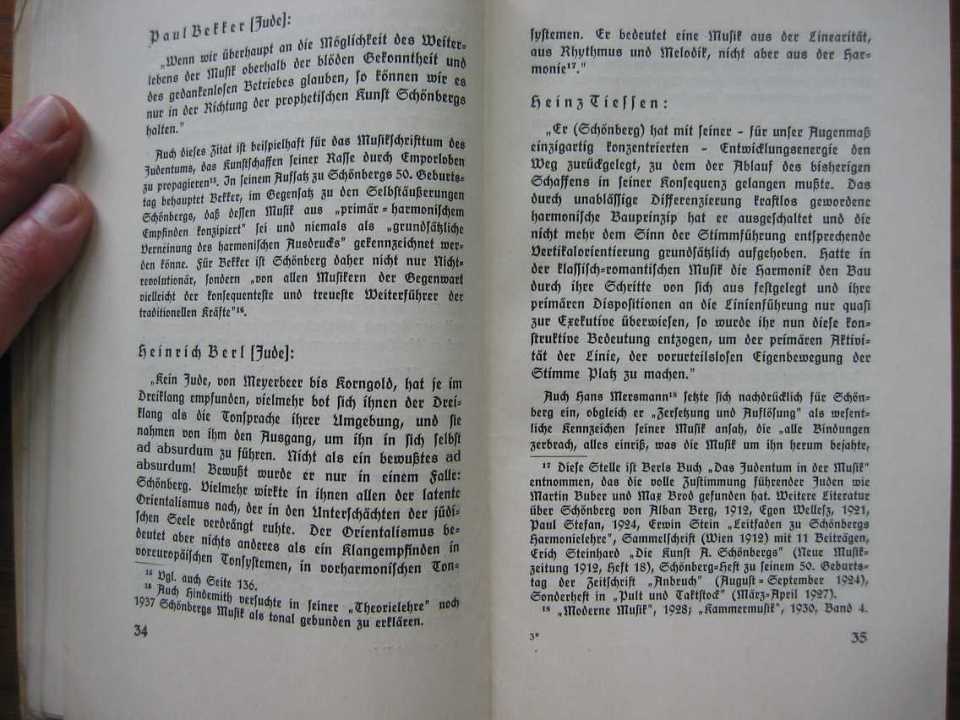 Paul Bekker [Jude]:
„Wenn wir überhaupt an die Möglichkeit des Weiter=
lebens der Musik oberhalb der blöden Gekonntheit und
des gedankenlosen Betriebes glauben, so können wir es
nur in der Richtung der prophetischen Kunst Schönbergs
halten."
Auch dieses Zitat ist beispielhaft für das Musikschrifttum des
Judentums, das Kunstschaffen seiner Rasse durch Emporloben
zu propagieren¹⁵. In seinem Aufsatz zu Schönbergs 50. Geburts=
tag behauptet Bekker, im Gegensatz zu den Selbstäußerungen
Schönbergs, daß dessen Musik aus „primär=harmonischem
Empfinden konzipiert" sei und niemals als „grundsätzliche
Verneinung des harmonischen Ausdrucks" gekennzeichnet wer=
den könne. Für Bekker ist Schönberg daher nicht nur Nicht=
revolutionär, sondern „von allen Musikern der Gegenwart
vielleicht der konsequenteste und treueste Weiterführer der
traditionellen Kräfte"¹⁶.
Heinrich Berl [Jude]:
„Kein Jude, von Meyerbeer bis Korngold, hat je im
Dreiklang empfunden, vielmehr bot sich ihnen der Drei=
klang als die Tonsprache ihrer Umgebung, und sie
nahmen von ihm den Ausgang, um ihn in sich selbst
ad absurdum zu führen. Nicht als ein bewußtes ad
absurdum! Bewußt wurde er nur in einem Falle:
Schönberg. Vielmehr wirkte in ihnen allen der latente
Orientalismus nach, der in den Unterschächten der jüdi=
schen Seele verdrängt ruhte. Der Orientalismus be=
deutet aber nichts anderes als ein Klangempfinden in
voreuropäischen Tonsystemen, in vorharmonischen Ton=
¹⁵ Vgl. auch Seite 136.
¹⁶ Auch Hindemith versuchte in seiner „Theorielehre" noch
1937 Schönbergs Musik als tonal gebunden zu erklären.
34
systemen. Er bedeutet eine Musik aus der Linearität,
aus Rhythmus und Melodik, nicht aber aus der Har=
monie¹⁷."
Heinz Tiessen:
„Er (Schönberg) hat mit seiner - für unser Augenmaß
einzigartig konzentrierten - Entwicklungsenergie den
Weg zurückgelegt, zu dem der Ablauf des bisherigen
Schaffens in seiner Konsequenz gelangen mußte. Das
durch unablässige Differenzierung kraftlos gewordene
harmonische Bauprinzip hat er ausgeschaltet und die
nicht mehr dem Sinn der Stimmführung entsprechende
Vertikalorientierung grundsätzlich aufgehoben. Hatte in
der klassisch=romantischen Musik die Harmonik den Bau
durch ihre Schritte von sich aus festgelegt und ihre
primären Dispositionen an die Linienführung nur quasi
zur Exekutive überwiesen, so wurde ihr nun diese kon=
struktive Bedeutung entzogen, um der primären Aktivi=
tät der Linie, der vorurteilslosen Eigenbewegung der
Stimme Platz zu machen."
Auch Hans Mersmann¹⁸ setzte sich nachdrücklich für Schön=
berg ein, obgleich er „Zersetzung und Auflösung" als wesent=
liche Kennzeichen seiner Musik ansah, die „alle Bindungen
zerbrach, alles einriß, was die Musik um ihn herum bejahte,
¹⁷ Diese Stelle ist Berls Buch „Das Judentum in der Musik"
entnommen, das die volle Zustimmung führender Juden wie
Martin Buber und Max Brod gefunden hat. Weitere Literatur
über Schönberg von Alban Berg, 1912, Egon Wellesz, 1921,
Paul Stefan, 1924, Erwin Stein „Leitfaden zu Schönbergs
Harmonielehre", Sammelschrift (Wien 1912) mit 11 Beiträgen,
Erich Steinhard „Die Kunst A. Schönbergs" (Neue Musik=
zeitung 1912, Heft 18), Schönberg=Heft zu seinem 50. Geburts=
tag der Zeitschrift „Anbruch" (August=September 1924),
Sonderheft in „Pult und Taktstock" (März=April 1927).
¹⁸ „Moderne Musik", 1928; „Kammermusik", 1930, Band 4.
3*
35